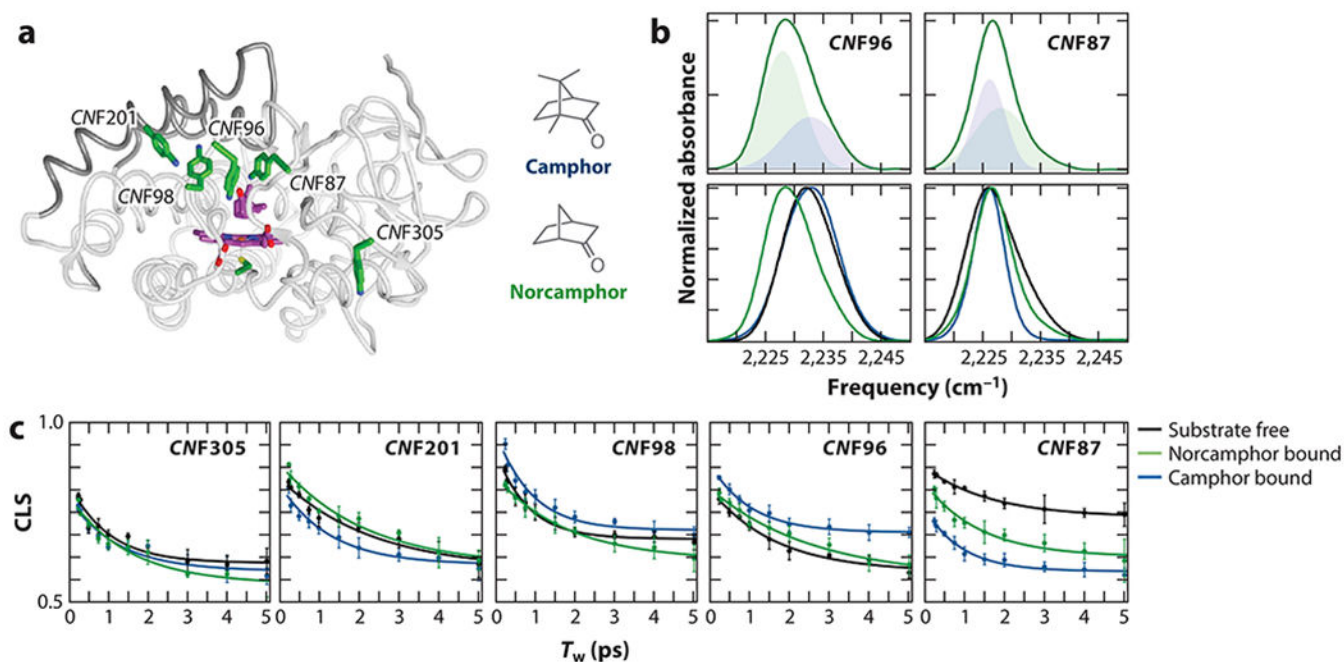 a
CNF201
CNF96
CNF98
CNF87
CNF305
Camphor
Norcamphor
O
O
b
CNF96
CNF87
Normalized absorbance
2,225
2,235
2,245
2,225
2,235
2,245
Frequency (cm⁻¹)
c
CLS
1.0
0.5
CNF305
CNF201
CNF98
CNF96
CNF87
0 1 2 3 4 5
0 1 2 3 4 5
0 1 2 3 4 5
0 1 2 3 4 5
0 1 2 3 4 5
Tw (ps)
Substrate free
Norcamphor bound
Camphor bound